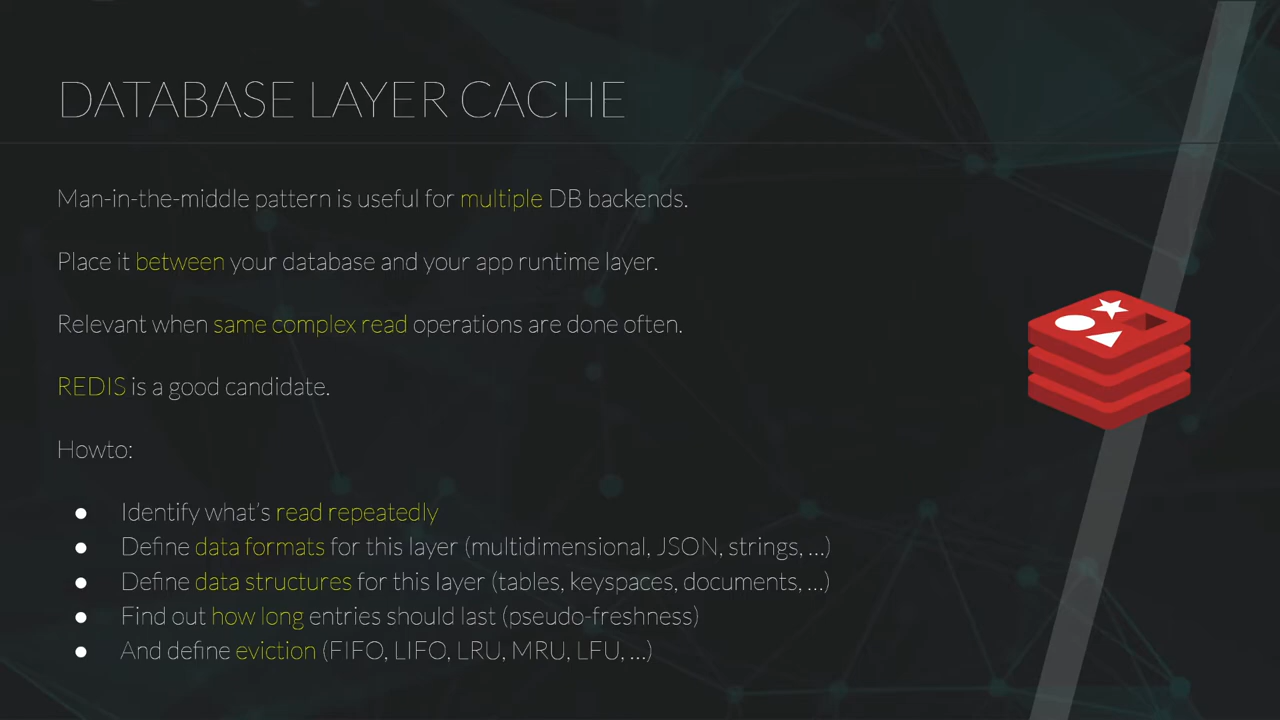 DATABASE LAYER CACHE
Man-in-the-middle pattern is useful for multiple DB backends.
Place it between your database and your app runtime layer.
Relevant when same complex read operations are done often.
REDIS is a good candidate.
Howto:
● Identify what's read repeatedly
● Define data formats for this layer (multidimensional, JSON, strings, ...)
● Define data structures for this layer (tables, keyspaces, documents, ...)
● Find out how long entries should last (pseudo-freshness)
● And define eviction (FIFO, LIFO, LRU, MRU, LFU, ...)